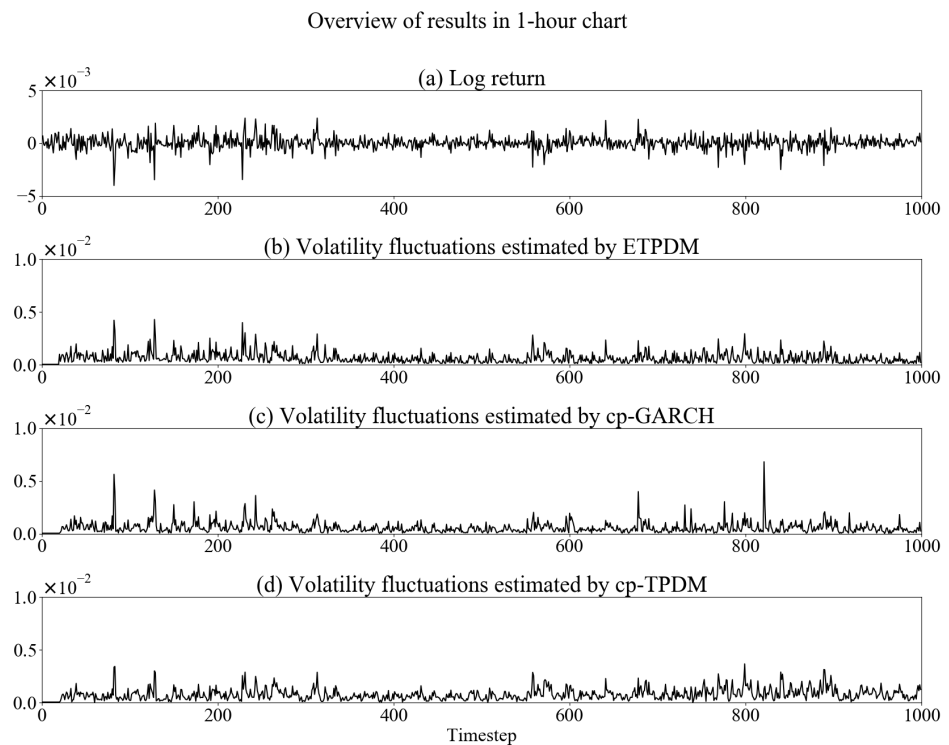 Overview of results in 1-hour chart
(a) Log return
×10⁻³
5
0
−5
0 200 400 600 800 1000
(b) Volatility fluctuations estimated by ETPDM
×10⁻²
1.0
0.5
0.0
0 200 400 600 800 1000
(c) Volatility fluctuations estimated by cp-GARCH
×10⁻²
1.0
0.5
0.0
0 200 400 600 800 1000
(d) Volatility fluctuations estimated by cp-TPDM
×10⁻²
1.0
0.5
0.0
0 200 400 600 800 1000
Timestep